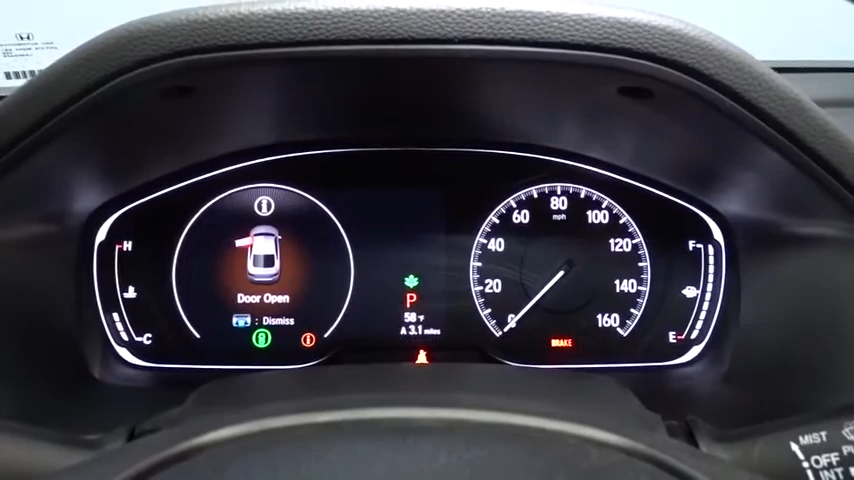 H
C
Door Open
: Dismiss
P
58 °F
A 3.1 miles
0
20
40
60
80
100
120
140
160
mph
BRAKE
F
E
MIST
OFF
INT